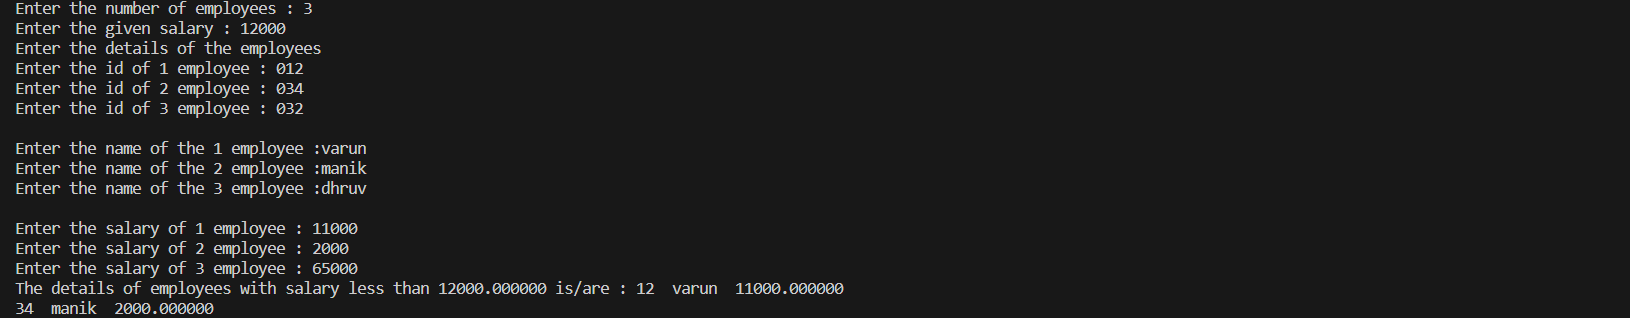 Enter the number of employees : 3
Enter the given salary : 12000
Enter the details of the employees
Enter the id of 1 employee : 012
Enter the id of 2 employee : 034
Enter the id of 3 employee : 032
Enter the name of the 1 employee :varun
Enter the name of the 2 employee :manik
Enter the name of the 3 employee :dhruv
Enter the salary of 1 employee : 11000
Enter the salary of 2 employee : 2000
Enter the salary of 3 employee : 65000
The details of employees with salary less than 12000.000000 is/are : 12  varun  11000.000000
34  manik  2000.000000